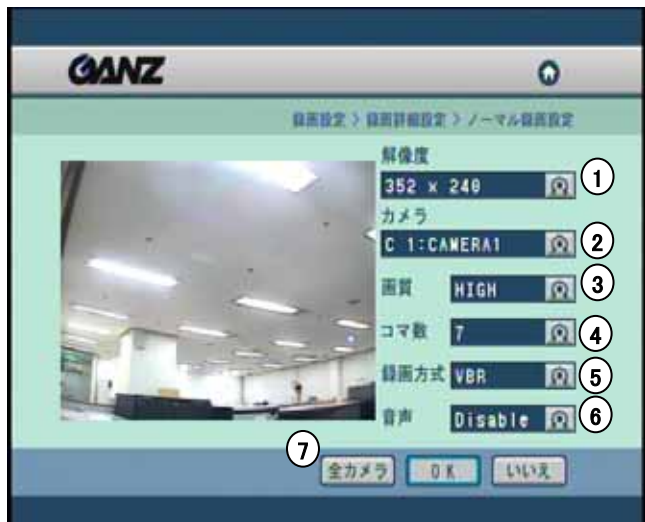 GANZ
録画設定 > 録画詳細設定 > ノーマル録画設定
解像度
352 x 240 ①
カメラ
C 1:CAMERA1 ②
画質 HIGH ③
コマ数 7 ④
録画方式 VBR ⑤
音声 Disable ⑥
⑦
全カメラ OK いいえ